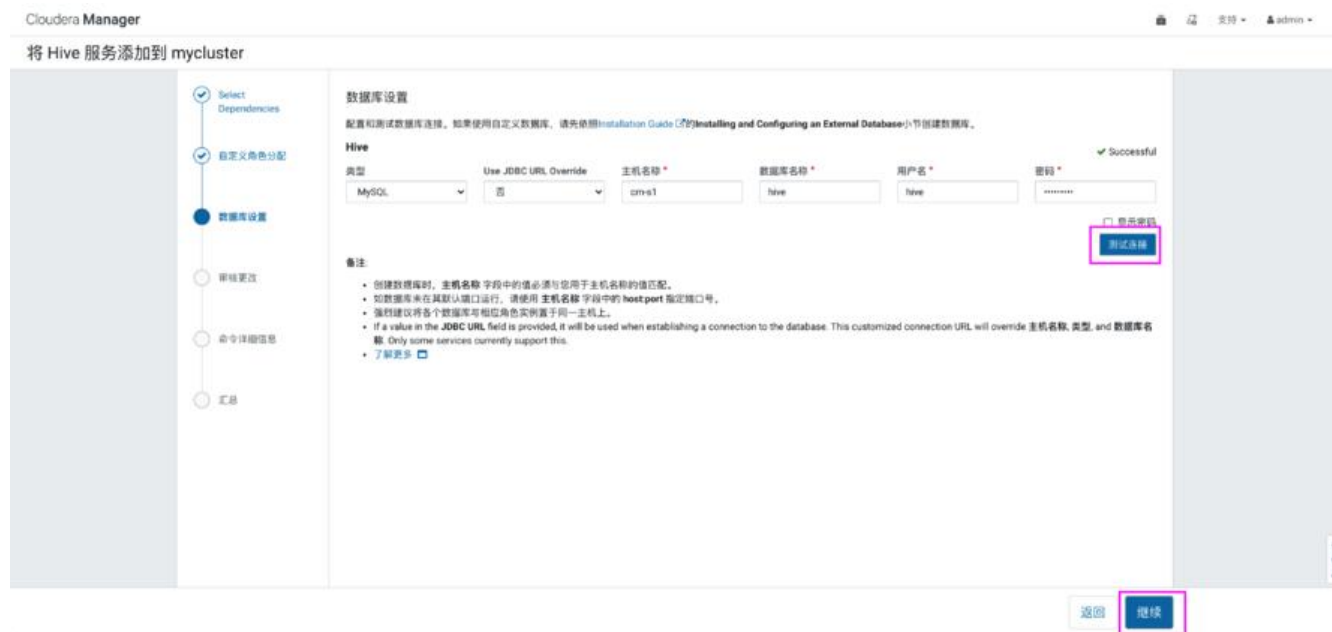 Cloudera Manager
支持
admin
将 Hive 服务添加到 mycluster
Select
Dependencies
自定义角色分配
数据库设置
审核更改
命令详细信息
汇总
数据库设置
配置和测试数据库连接。如果使用自定义数据库，请先依照Installation Guide的Installing and Configuring an External Database小节创建数据库。
Hive
Successful
类型
Use JDBC URL Override
主机名称 *
数据库名称 *
用户名 *
密码 *
MySQL
否
cm-s1
hive
hive
·········
显示密码
测试连接
备注:
• 创建数据库时，主机名称 字段中的值必须与您用于主机名称的值匹配。
• 如数据库未在其默认端口运行，请使用 主机名称 字段中的 host:port 指定端口号。
• 强烈建议将各个数据库与相应角色实例置于同一主机上。
• If a value in the JDBC URL field is provided, it will be used when establishing a connection to the database. This customized connection URL will override 主机名称, 类型, and 数据库名
称. Only some services currently support this.
• 了解更多
返回
继续